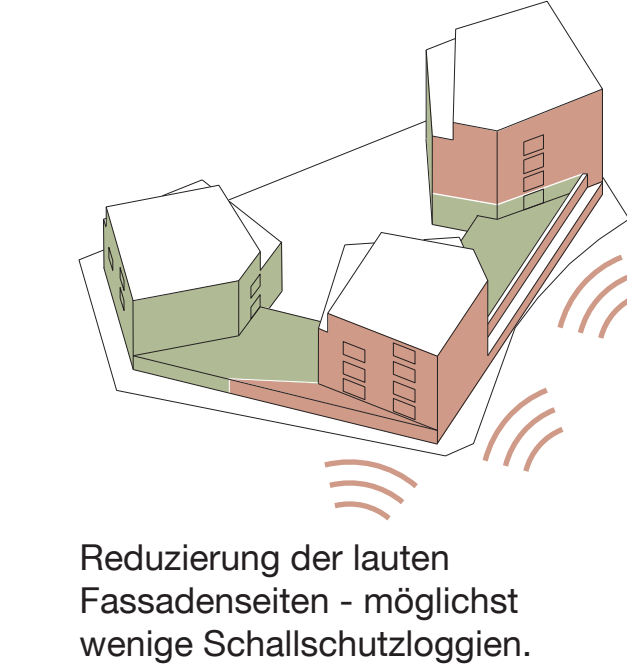 Reduzierung der lauten
Fassadenseiten - möglichst
wenige Schallschutzloggien.